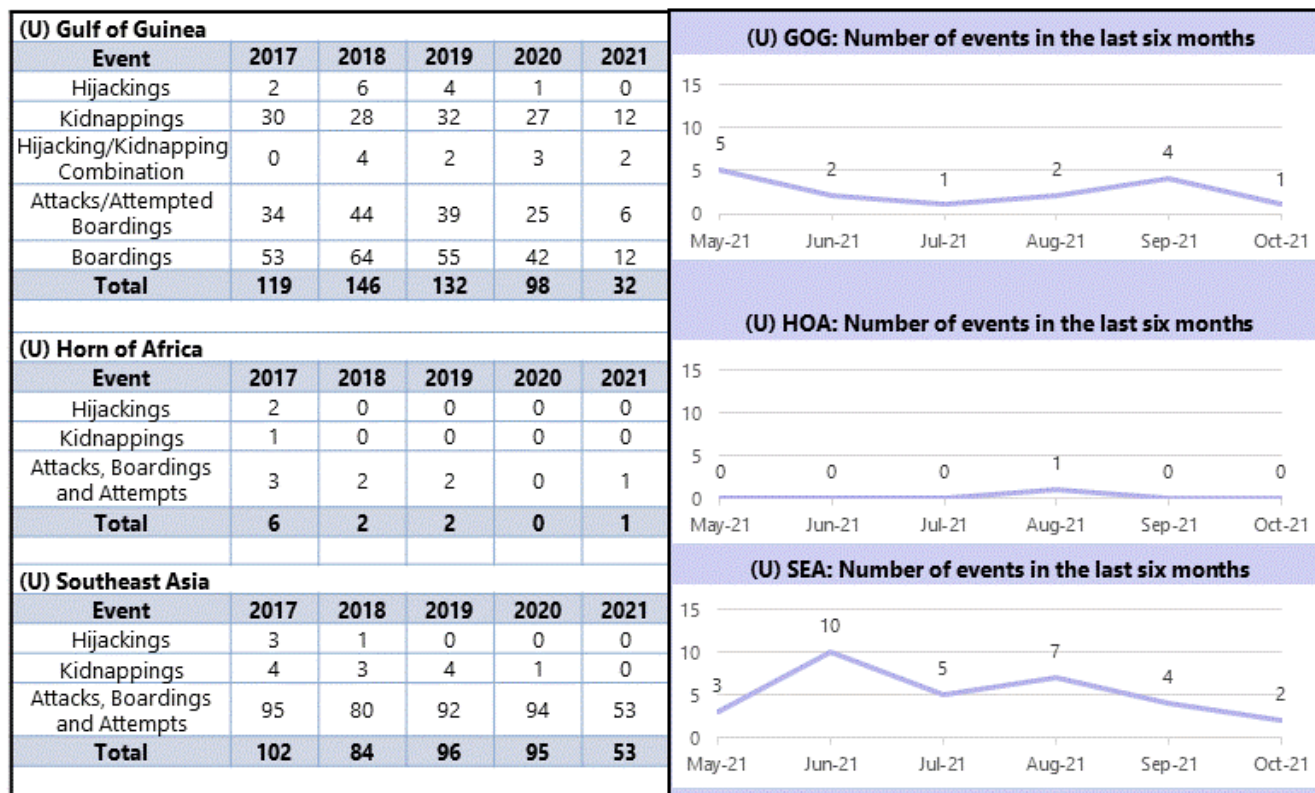 (U) Gulf of Guinea
Event 2017 2018 2019 2020 2021
Hijackings 2 6 4 1 0
Kidnappings 30 28 32 27 12
Hijacking/Kidnapping
Combination 0 4 2 3 2
Attacks/Attempted
Boardings 34 44 39 25 6
Boardings 53 64 55 42 12
Total 119 146 132 98 32
(U) Horn of Africa
Event 2017 2018 2019 2020 2021
Hijackings 2 0 0 0 0
Kidnappings 1 0 0 0 0
Attacks, Boardings
and Attempts 3 2 2 0 1
Total 6 2 2 0 1
(U) Southeast Asia
Event 2017 2018 2019 2020 2021
Hijackings 3 1 0 0 0
Kidnappings 4 3 4 1 0
Attacks, Boardings
and Attempts 95 80 92 94 53
Total 102 84 96 95 53
(U) GOG: Number of events in the last six months
15
10
5
0
5 2 1 2 4 1
May-21 Jun-21 Jul-21 Aug-21 Sep-21 Oct-21
(U) HOA: Number of events in the last six months
15
10
5
0
0 0 0 1 0 0
May-21 Jun-21 Jul-21 Aug-21 Sep-21 Oct-21
(U) SEA: Number of events in the last six months
15
10
5
0
3 10 5 7 4 2
May-21 Jun-21 Jul-21 Aug-21 Sep-21 Oct-21